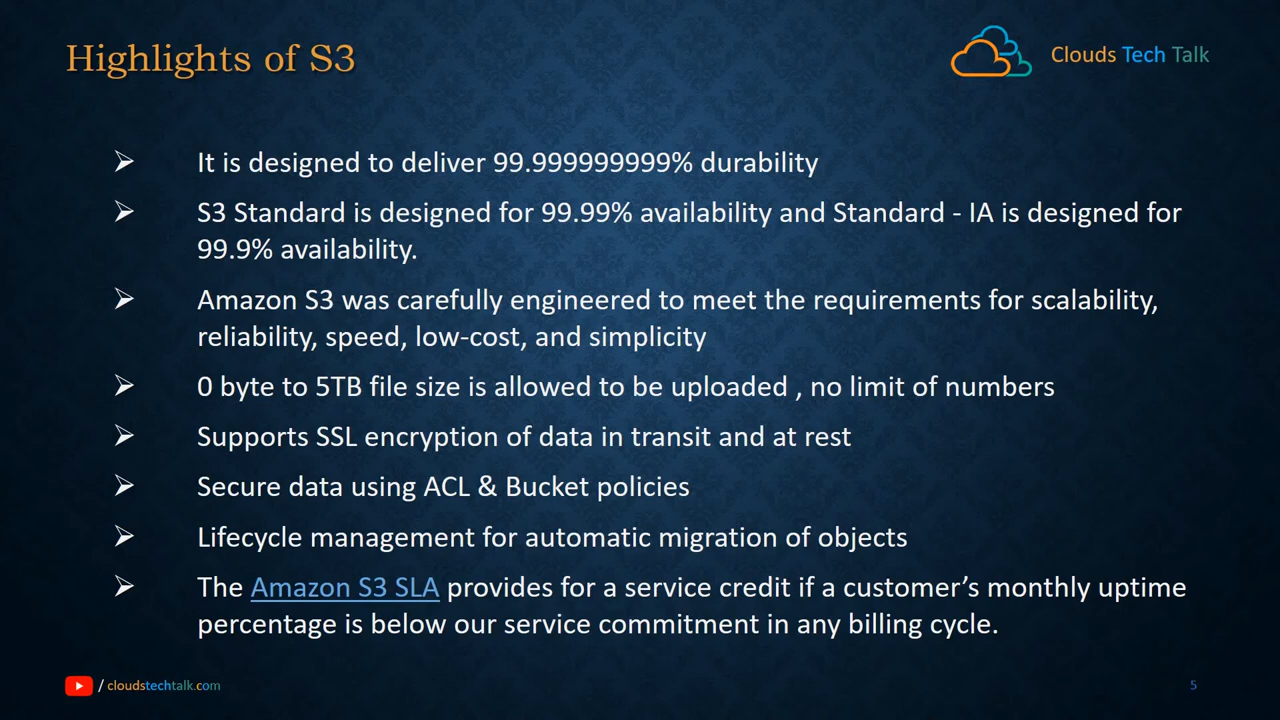 Highlights of S3
Clouds Tech Talk
It is designed to deliver 99.999999999% durability
S3 Standard is designed for 99.99% availability and Standard - IA is designed for
99.9% availability.
Amazon S3 was carefully engineered to meet the requirements for scalability,
reliability, speed, low-cost, and simplicity
0 byte to 5TB file size is allowed to be uploaded , no limit of numbers
Supports SSL encryption of data in transit and at rest
Secure data using ACL & Bucket policies
Lifecycle management for automatic migration of objects
The Amazon S3 SLA provides for a service credit if a customer’s monthly uptime
percentage is below our service commitment in any billing cycle.
/ cloudstechtalk.com
5